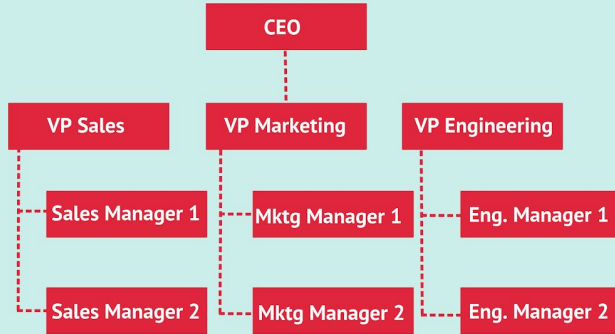 CEO
VP Sales
VP Marketing
VP Engineering
Sales Manager 1
Mktg Manager 1
Eng. Manager 1
Sales Manager 2
Mktg Manager 2
Eng. Manager 2